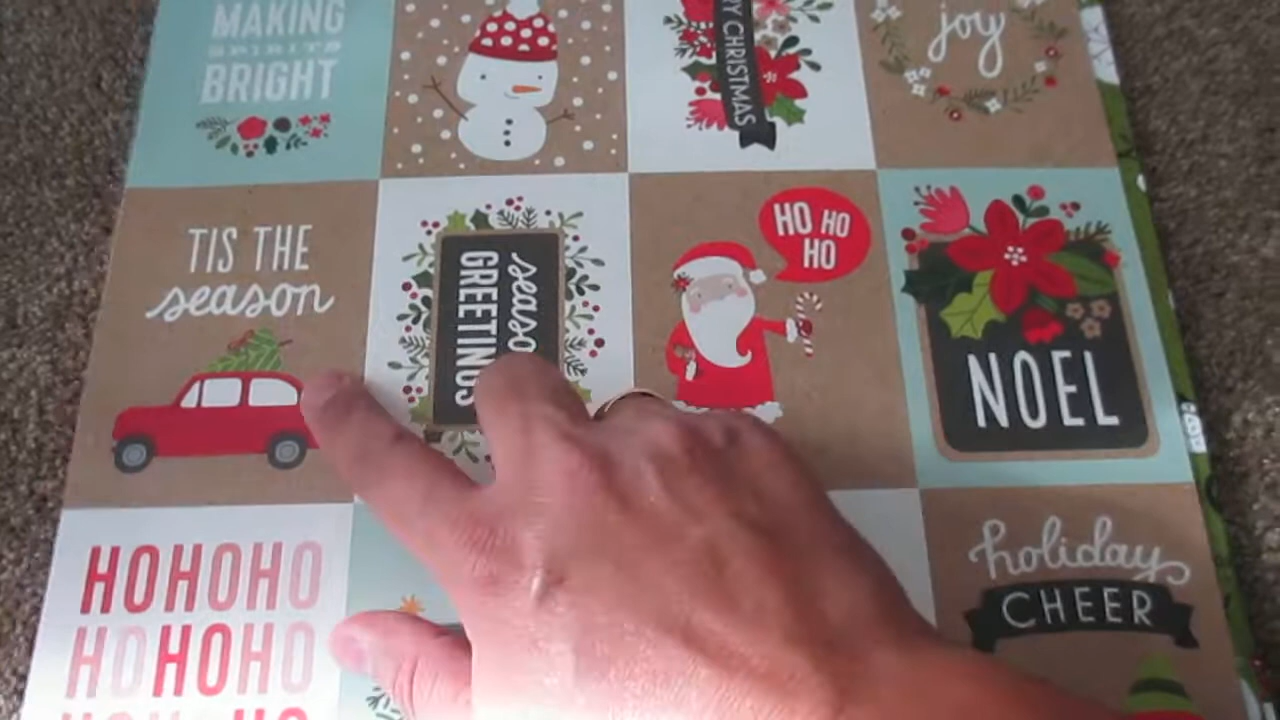 MAKING
SPIRITS
BRIGHT
CHRISTMAS
joy
TIS THE
season
GREETINGS
HO HO
HO
NOEL
HOHOHO
HOHOHO
holiday
CHEER